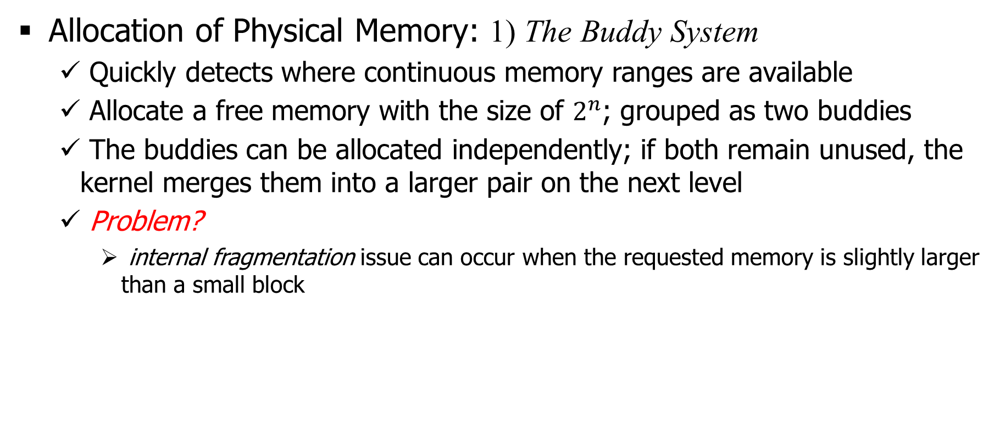 ▪ Allocation of Physical Memory: 1) The Buddy System
✓ Quickly detects where continuous memory ranges are available
✓ Allocate a free memory with the size of 2ⁿ; grouped as two buddies
✓ The buddies can be allocated independently; if both remain unused, the
kernel merges them into a larger pair on the next level
✓ Problem?
➢ internal fragmentation issue can occur when the requested memory is slightly larger
than a small block